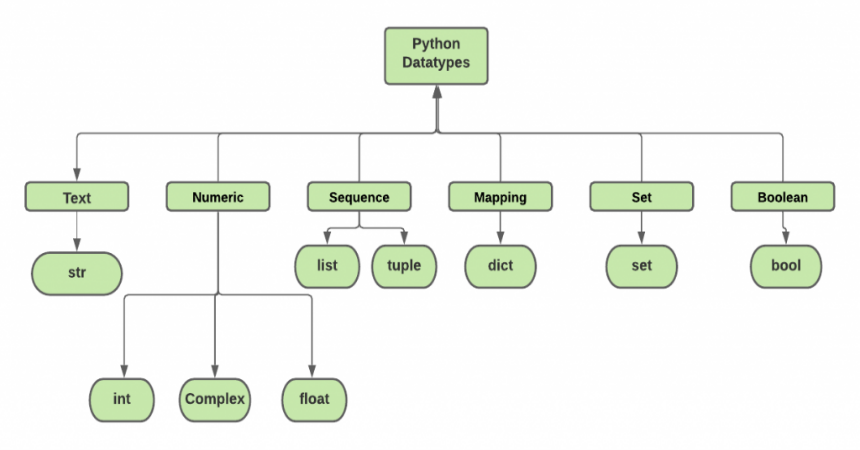 Python
Datatypes
Text
Numeric
Sequence
Mapping
Set
Boolean
str
list
tuple
dict
set
bool
int
Complex
float